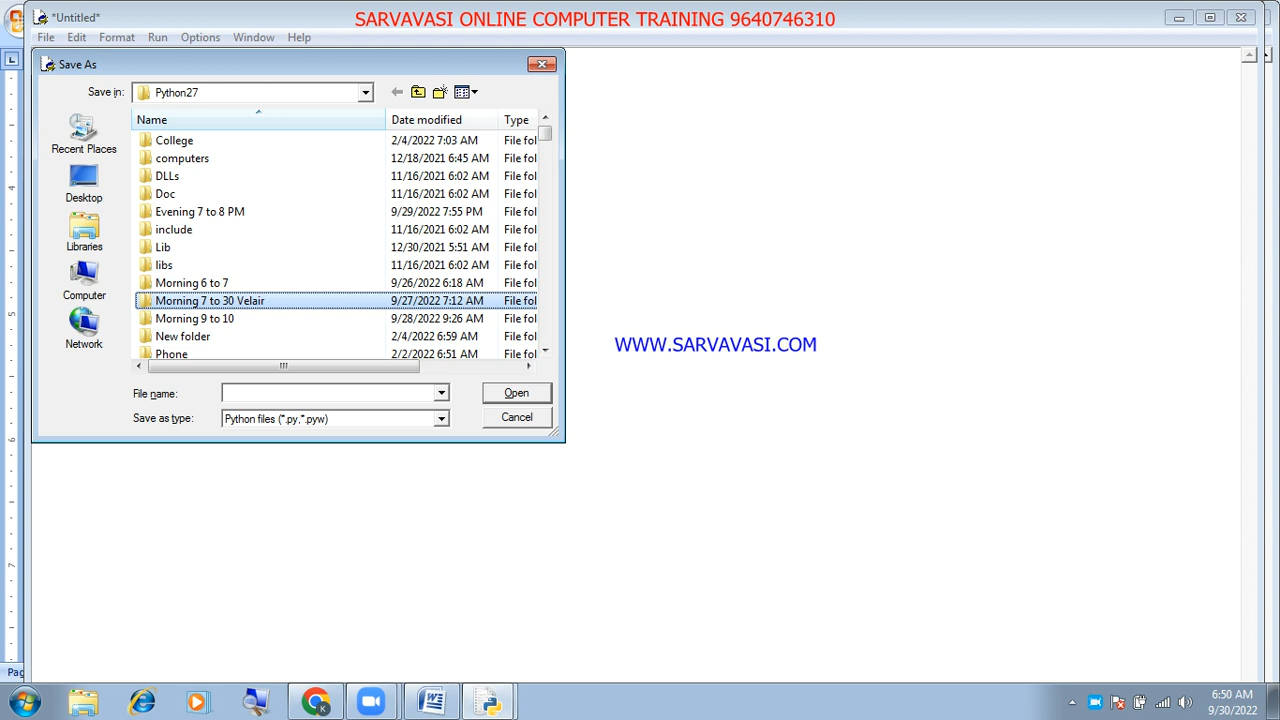 *Untitled*
SARVAVASI ONLINE COMPUTER TRAINING 9640746310
File Edit Format Run Options Window Help
Save As
Save in: Python27
Name Date modified Type
College 2/4/2022 7:03 AM File fol
computers 12/18/2021 6:45 AM File fol
DLLs 11/16/2021 6:02 AM File fol
Doc 11/16/2021 6:02 AM File fol
Evening 7 to 8 PM 9/29/2022 7:55 PM File fol
include 11/16/2021 6:02 AM File fol
Lib 12/30/2021 5:51 AM File fol
libs 11/16/2021 6:02 AM File fol
Morning 6 to 7 9/26/2022 6:18 AM File fol
Morning 7 to 30 Velair 9/27/2022 7:12 AM File fol
Morning 9 to 10 9/28/2022 9:26 AM File fol
New folder 2/4/2022 6:59 AM File fol
Phone 2/2/2022 6:51 AM File fol
Recent Places
Desktop
Libraries
Computer
Network
File name: Open
Save as type: Python files (*.py,*.pyw) Cancel
WWW.SARVAVASI.COM
4
5
6
7
Pag
6:50 AM
9/30/2022